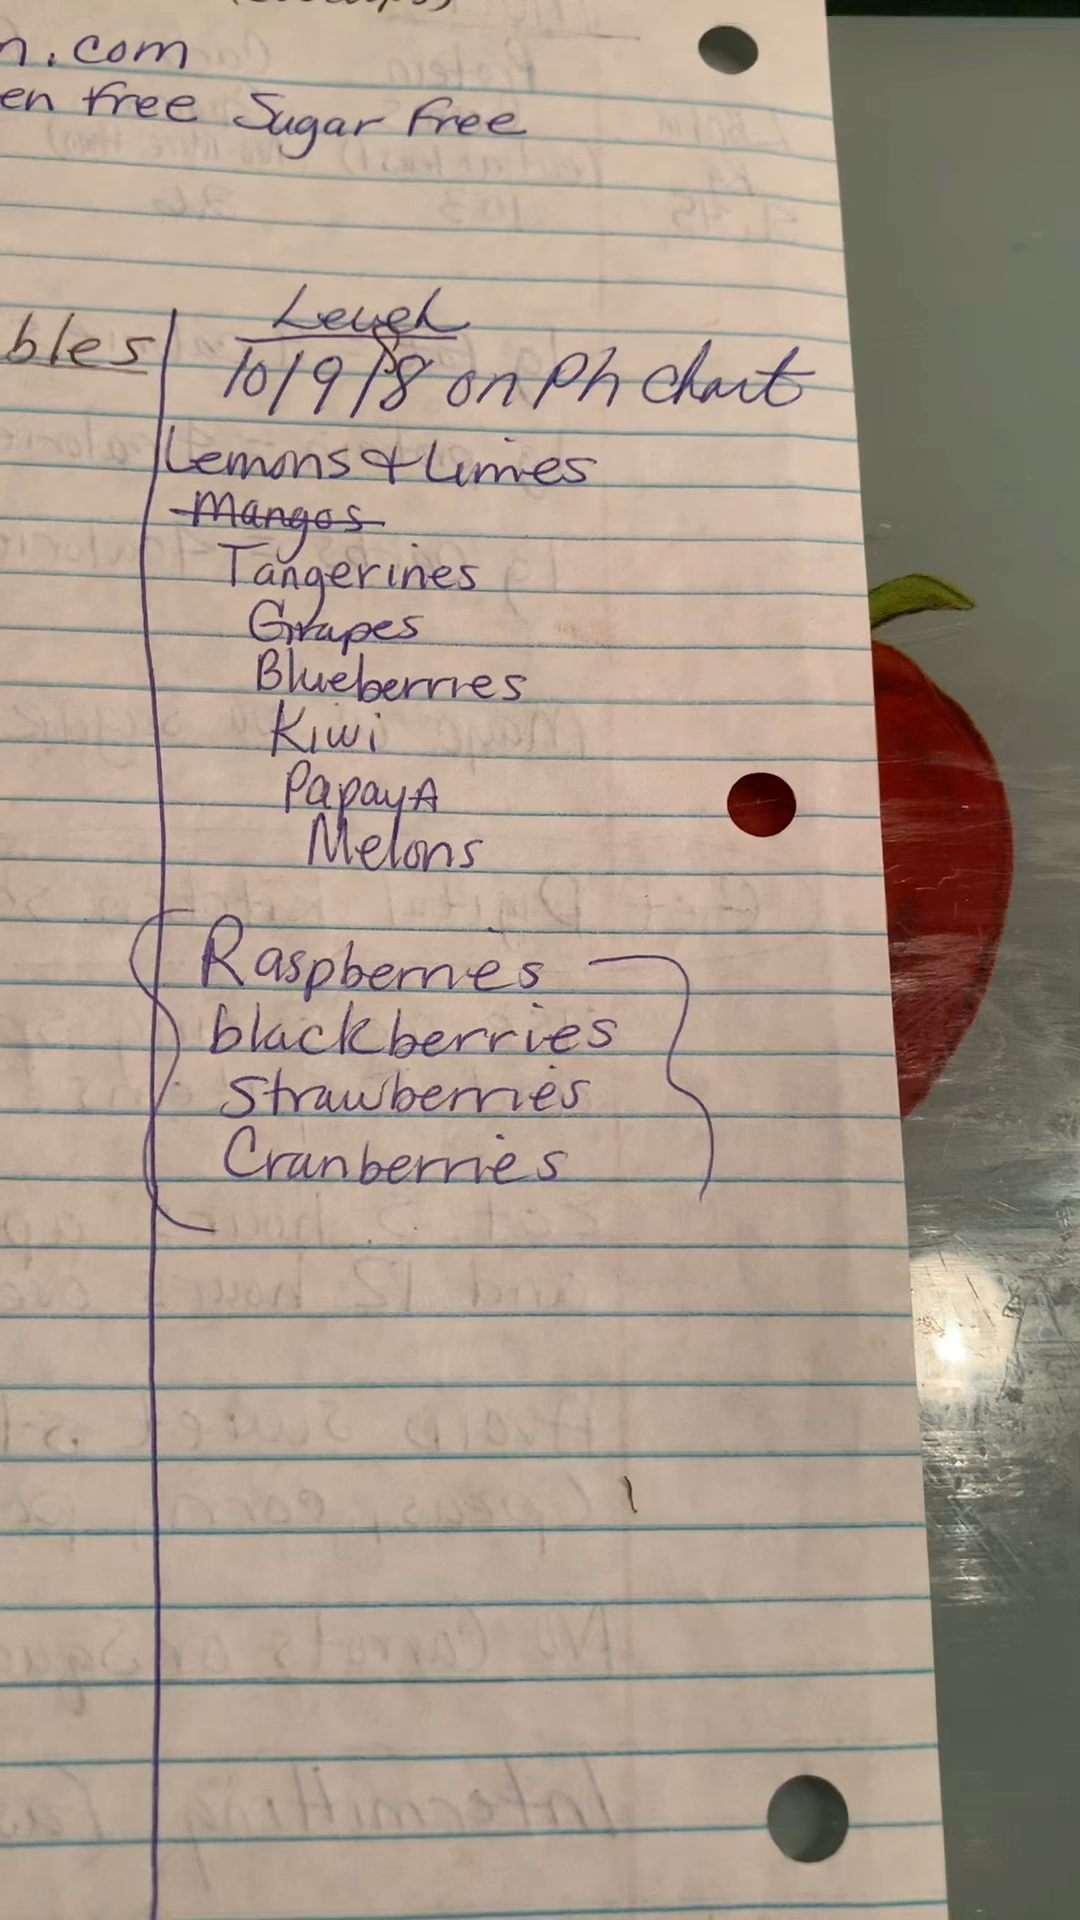 n.com
en free Sugar Free
bles
Level
10/9/8 on Ph Chart
Lemons & Limes
Mangos
Tangerines
Grapes
Blueberries
Kiwi
PapayA
Melons
Raspberries
blackberries
Strawberries
Cranberries